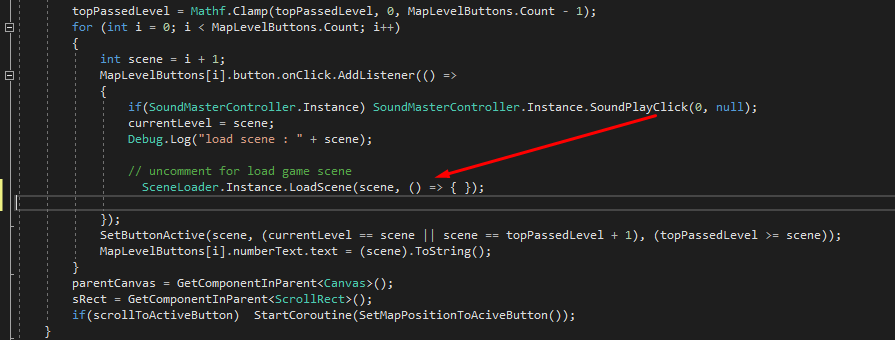 topPassedLevel = Mathf.Clamp(topPassedLevel, 0, MapLevelButtons.Count - 1);
for (int i = 0; i < MapLevelButtons.Count; i++)
{
int scene = i + 1;
MapLevelButtons[i].button.onClick.AddListener(() =>
{
if(SoundMasterController.Instance) SoundMasterController.Instance.SoundPlayClick(0, null);
currentLevel = scene;
Debug.Log("load scene : " + scene);
// uncomment for load game scene
SceneLoader.Instance.LoadScene(scene, () => { });
});
SetButtonActive(scene, (currentLevel == scene || scene == topPassedLevel + 1), (topPassedLevel >= scene));
MapLevelButtons[i].numberText.text = (scene).ToString();
}
parentCanvas = GetComponentInParent<Canvas>();
sRect = GetComponentInParent<ScrollRect>();
if(scrollToActiveButton) StartCoroutine(SetMapPositionToAciveButton());
}